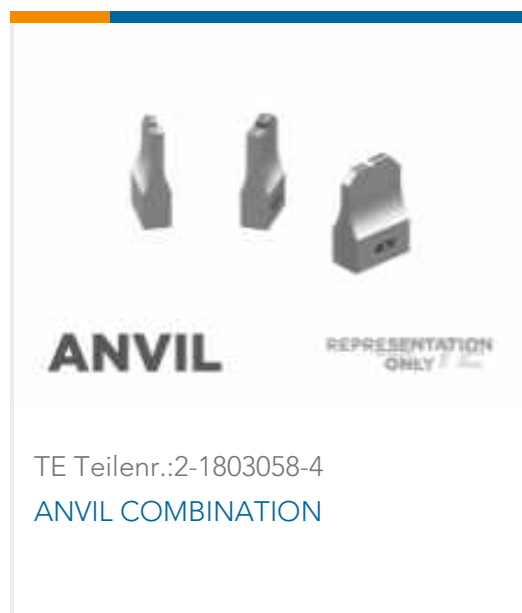 ANVIL
REPRESENTATION
ONLY
TE Teilenr.:2-1803058-4
ANVIL COMBINATION